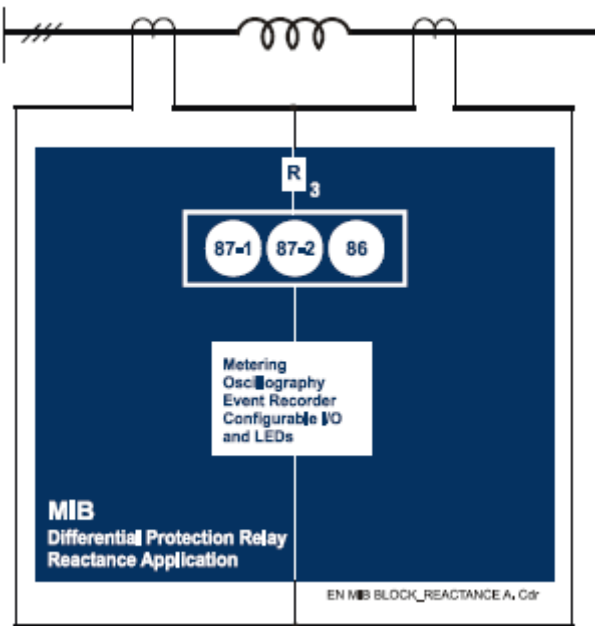 R
3
87-1 87-2 86
Metering
Oscillography
Event Recorder
Configurable I/O
and LEDs
MIB
Differential Protection Relay
Reactance Application
EN MIB BLOCK_REACTANCE A. Cdr